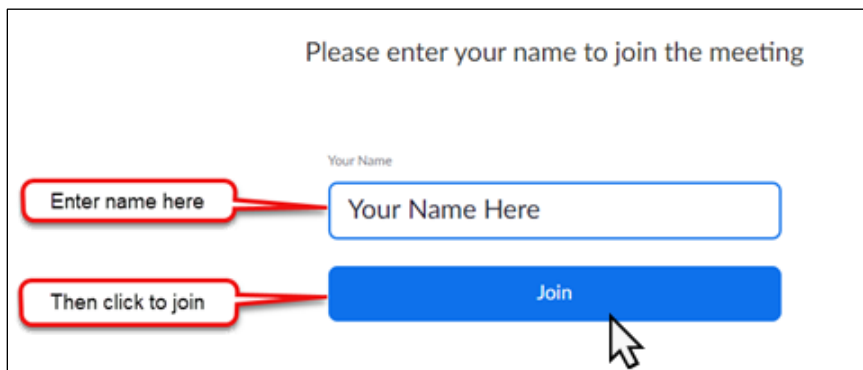 Please enter your name to join the meeting
Your Name
Enter name here
Your Name Here
Then click to join
Join